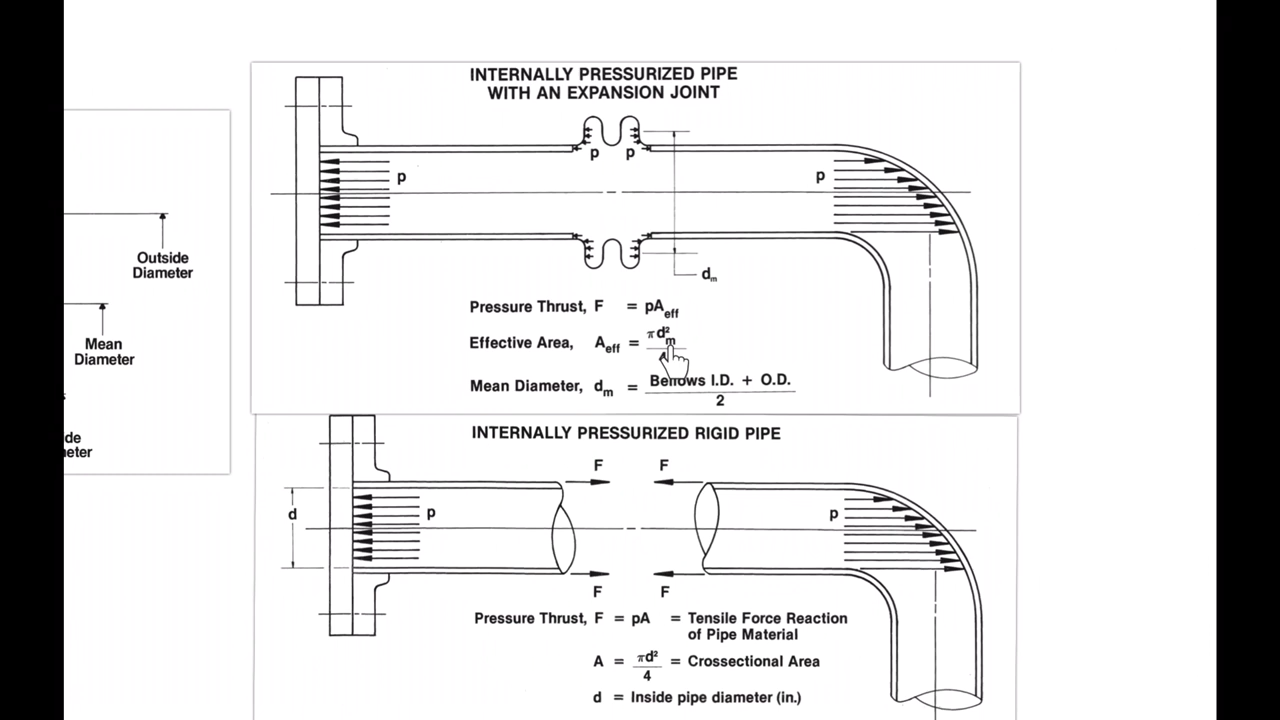 INTERNALLY PRESSURIZED PIPE
WITH AN EXPANSION JOINT
p p
p
p
dm
Outside
Diameter
Mean
Diameter
de
eter
Pressure Thrust, F = pAeff
Effective Area, Aeff = πd²m
Mean Diameter, dm = Bellows I.D. + O.D.
2
INTERNALLY PRESSURIZED RIGID PIPE
F F
d
p
p
F F
Pressure Thrust, F = pA = Tensile Force Reaction
of Pipe Material
A = πd² = Crossectional Area
4
d = Inside pipe diameter (in.)